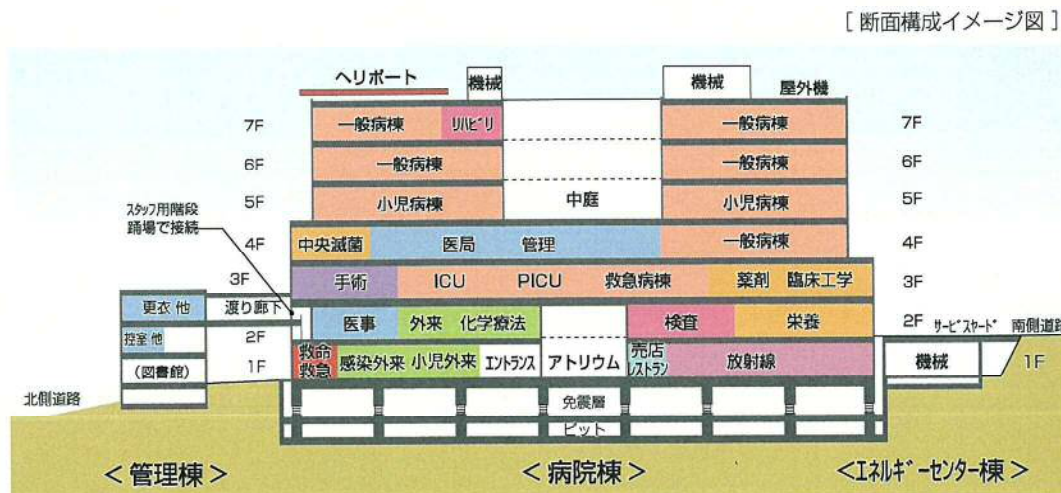 [ 断面構成イメージ図 ]
ヘリポート 機械 機械 屋外機
7F 一般病棟 リハビリ 一般病棟 7F
6F 一般病棟 一般病棟 6F
5F 小児病棟 中庭 小児病棟 5F
スタッフ用階段
踊場で接続
4F 中央滅菌 医局 管理 一般病棟 4F
3F 手術 ICU PICU 救急病棟 薬剤 臨床工学 3F
更衣 他 渡り廊下
控室 他 2F 医事 外来 化学療法 検査 栄養 2F サービスヤード 南側道路
(図書館) 1F 救命
救急 感染外来 小児外来 エントランス アトリウム 売店
レストラン 放射線 機械 1F
北側道路 免震層
ピット
<管理棟> <病院棟> <エネルギーセンター棟>